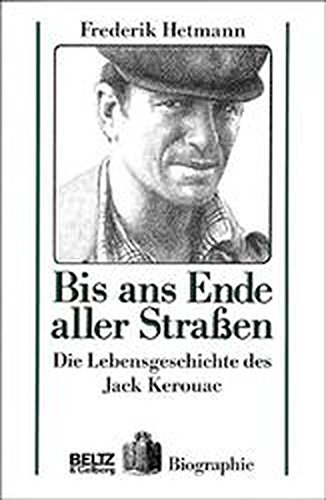 Frederik Hetmann
Bis ans Ende
aller Straßen
Die Lebensgeschichte des
Jack Kerouac
BELTZ
& Gelberg
Biographie